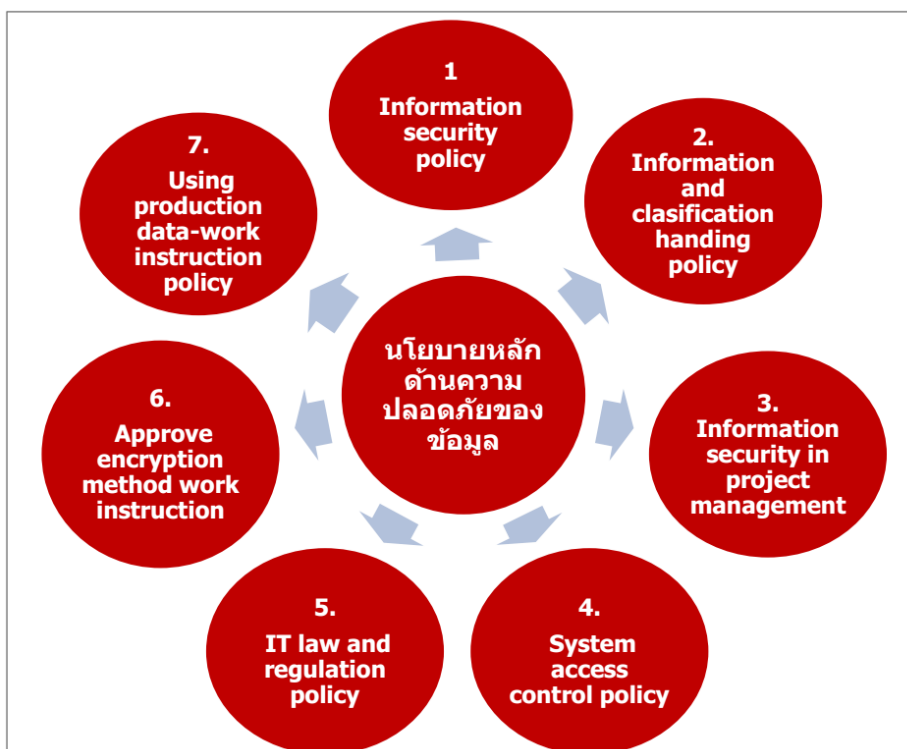 1
Information
security
policy
2.
Information
and
clasification
handing
policy
3.
Information
security in
project
management
4.
System
access
control policy
5.
IT law and
regulation
policy
6.
Approve
encryption
method work
instruction
7.
Using
production
data-work
instruction
policy
นโยบายหลัก
ด้านความ
ปลอดภัยของ
ข้อมูล